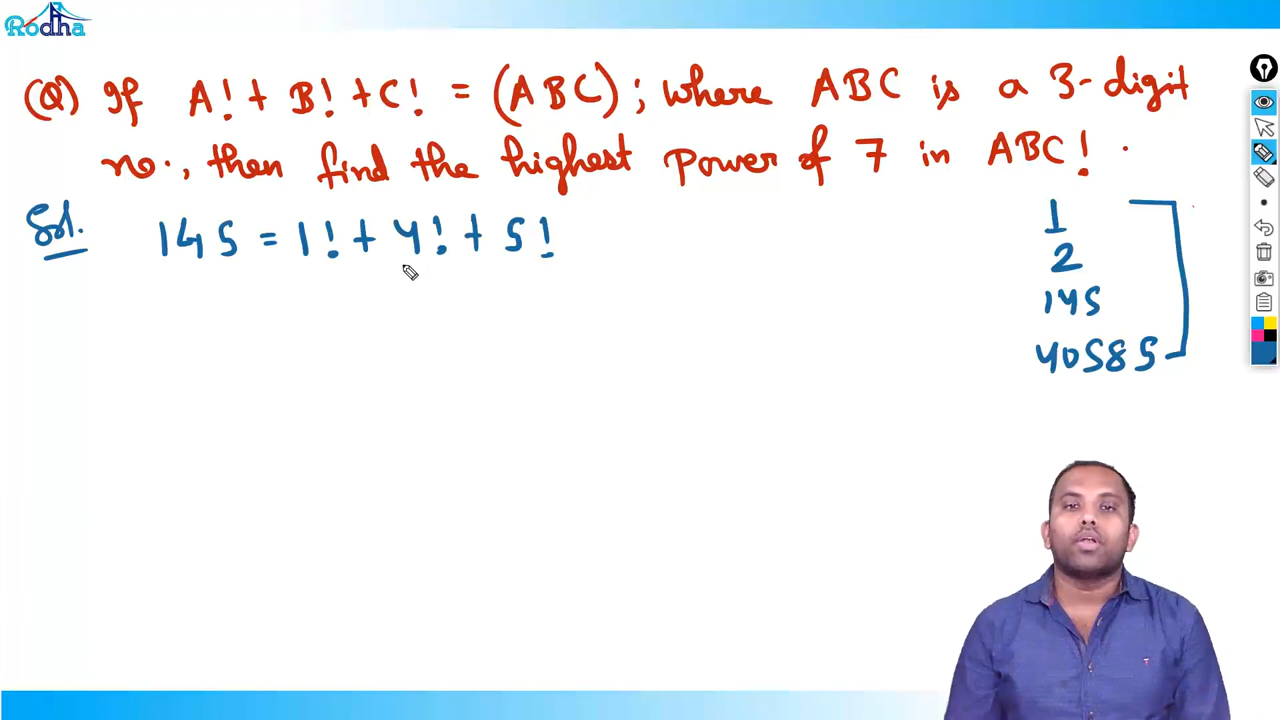 Rodha
(Q) If A! + B! + C! = (ABC) ; where ABC is a 3-digit
no., then find the highest power of 7 in ABC! .
Sol. 145 = 1! + 4! + 5!
1
2
145
40585